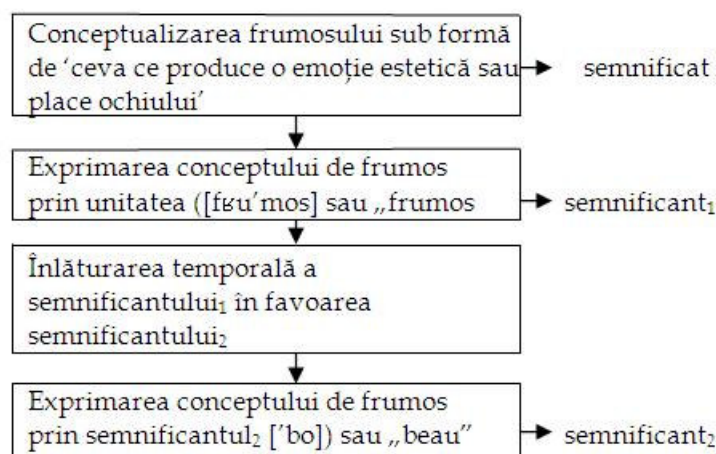 Conceptualizarea frumosului sub formă
de ‘ceva ce produce o emoție estetică sau
place ochiului’
semnificat
Exprimarea conceptului de frumos
prin unitatea ([fʁu’mos] sau „frumos
semnificant₁
Înlăturarea temporală a
semnificantului₁ în favoarea
semnificantului₂
Exprimarea conceptului de frumos
prin semnificantul₂ [’bo]) sau „beau”
semnificant₂